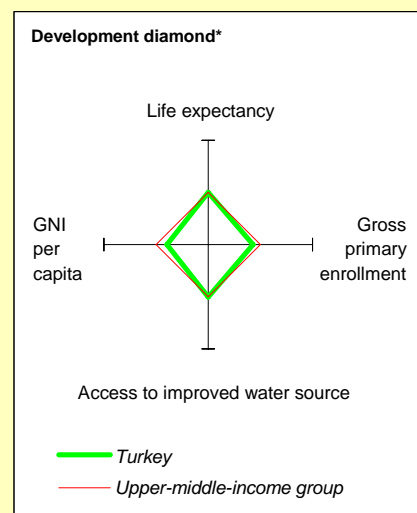 Development diamond*
Life expectancy
GNI
per
capita
Gross
primary
enrollment
Access to improved water source
Turkey
Upper-middle-income group